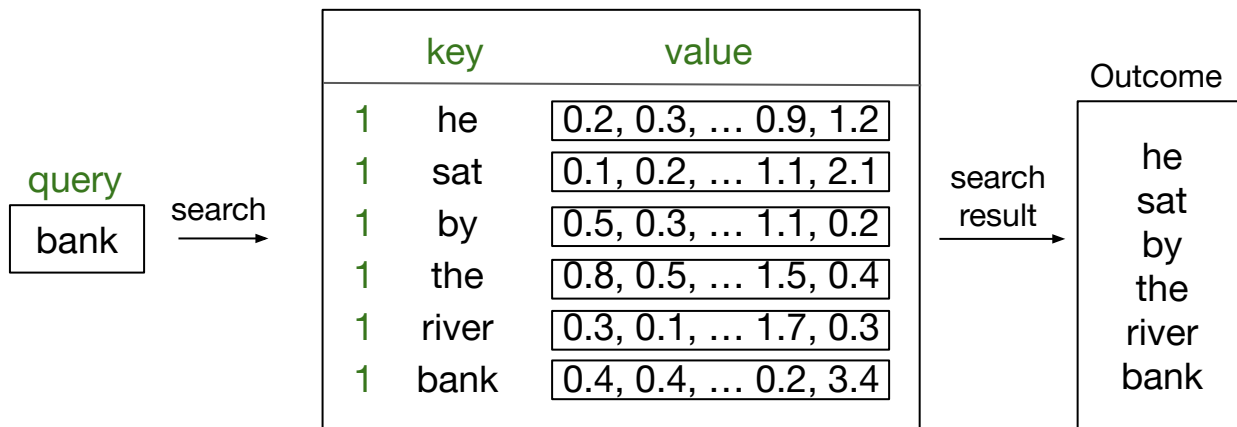 query
bank
search
key value
1 he 0.2, 0.3, … 0.9, 1.2
1 sat 0.1, 0.2, … 1.1, 2.1
1 by 0.5, 0.3, … 1.1, 0.2
1 the 0.8, 0.5, … 1.5, 0.4
1 river 0.3, 0.1, … 1.7, 0.3
1 bank 0.4, 0.4, … 0.2, 3.4
search
result
Outcome
he
sat
by
the
river
bank